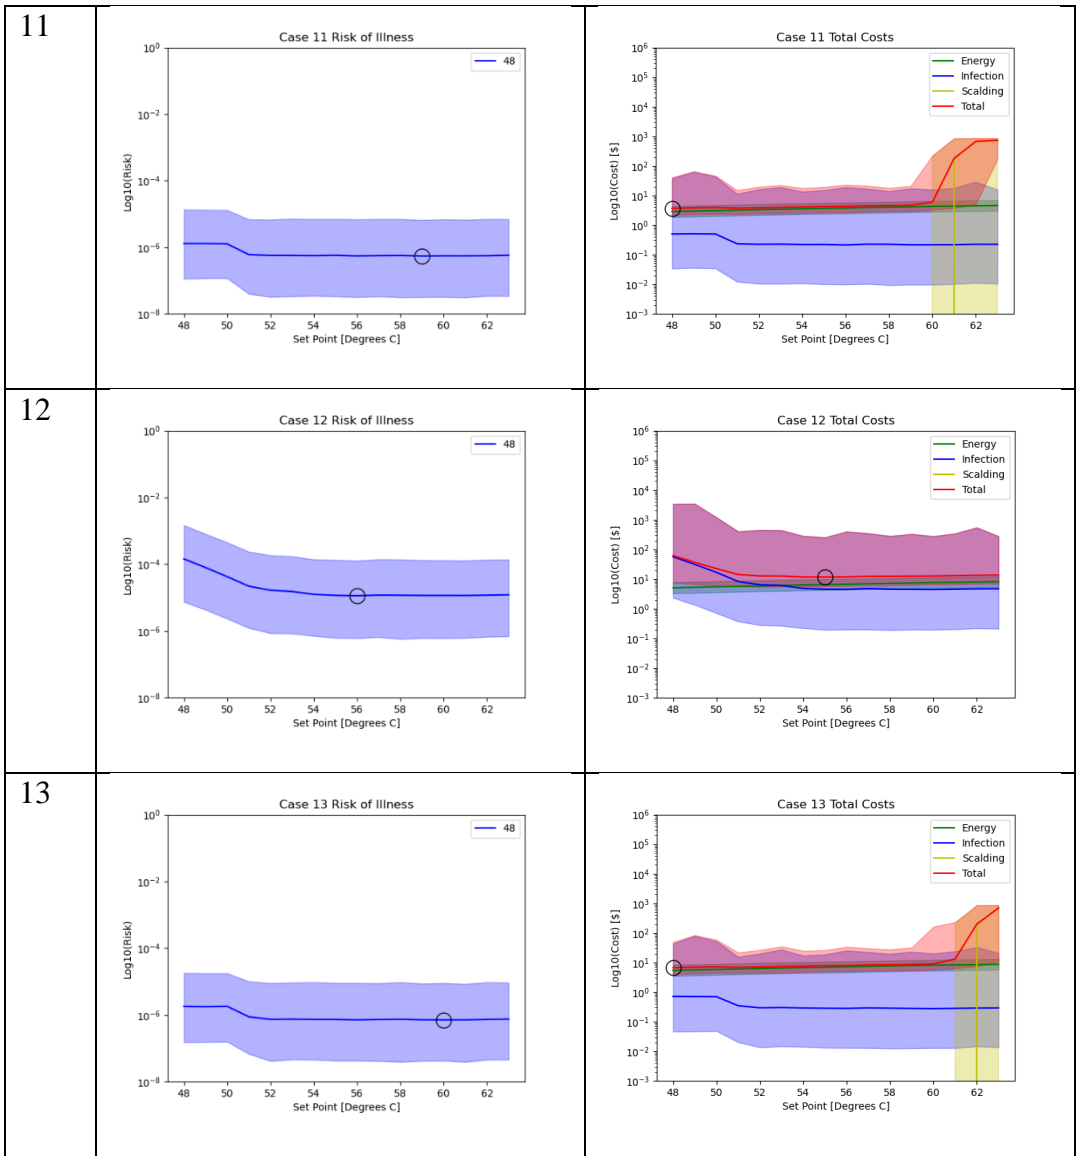 11
Case 11 Risk of Illness
48
10^0
10^-2
10^-4
10^-6
10^-8
Log10(Risk)
48 50 52 54 56 58 60 62
Set Point [Degrees C]
Case 11 Total Costs
Energy
Infection
Scalding
Total
10^6
10^5
10^4
10^3
10^2
10^1
10^0
10^-1
10^-2
10^-3
Log10(Cost) [$]
48 50 52 54 56 58 60 62
Set Point [Degrees C]
12
Case 12 Risk of Illness
48
10^0
10^-2
10^-4
10^-6
10^-8
Log10(Risk)
48 50 52 54 56 58 60 62
Set Point [Degrees C]
Case 12 Total Costs
Energy
Infection
Scalding
Total
10^6
10^5
10^4
10^3
10^2
10^1
10^0
10^-1
10^-2
10^-3
Log10(Cost) [$]
48 50 52 54 56 58 60 62
Set Point [Degrees C]
13
Case 13 Risk of Illness
48
10^0
10^-2
10^-4
10^-6
10^-8
Log10(Risk)
48 50 52 54 56 58 60 62
Set Point [Degrees C]
Case 13 Total Costs
Energy
Infection
Scalding
Total
10^6
10^5
10^4
10^3
10^2
10^1
10^0
10^-1
10^-2
10^-3
Log10(Cost) [$]
48 50 52 54 56 58 60 62
Set Point [Degrees C]